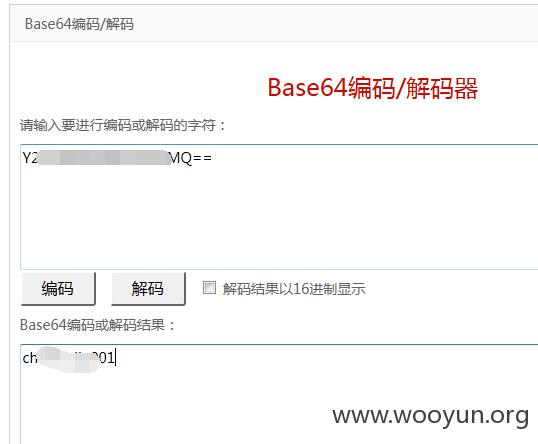 Base64编码/解码
Base64编码/解码器
请输入要进行编码或解码的字符：
Y2 MQ==
编码 解码 解码结果以16进制显示
Base64编码或解码结果：
ch 001
www.wooyun.org